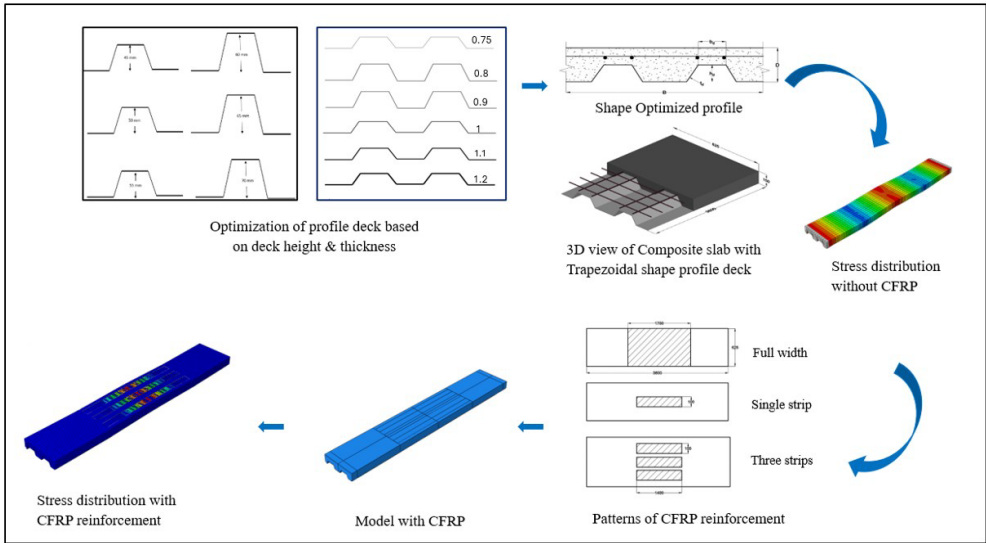 0.75
0.8
0.9
1
1.1
1.2
Optimization of profile deck based
on deck height & thickness
Shape Optimized profile
3D view of Composite slab with
Trapezoidal shape profile deck
Stress distribution
without CFRP
Full width
Single strip
Three strips
Patterns of CFRP reinforcement
Model with CFRP
Stress distribution with
CFRP reinforcement